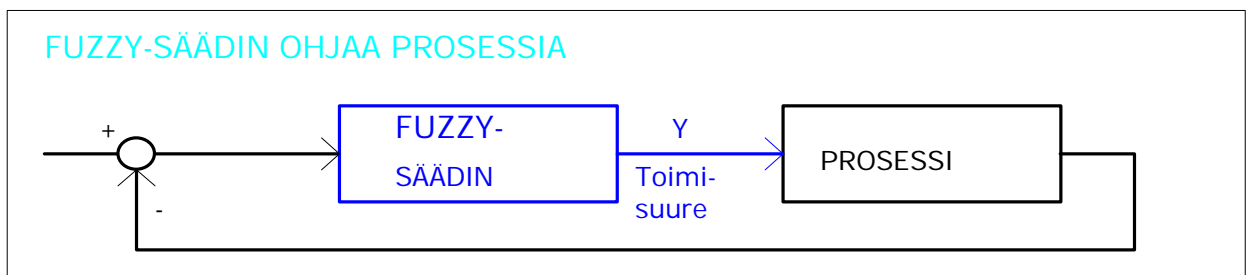 FUZZY-SÄÄDIN OHJAA PROSESSIA
+
FUZZY-
SÄÄDIN
Y
Toimi-
suure
PROSESSI
-